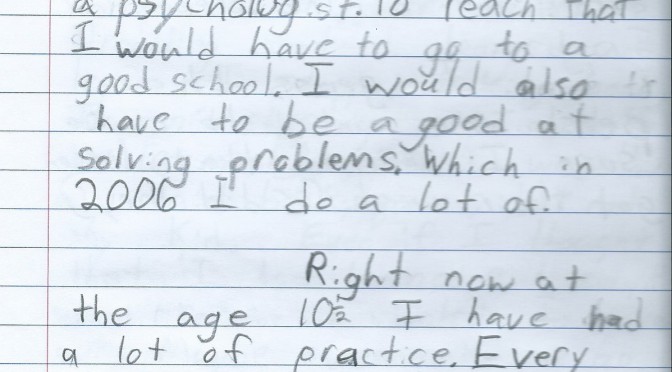 a psychologist. To reach that
I would have to go to a
good school. I would also
have to be a good at
solving problems. Which in
2006 I do a lot of.
Right now at
the age 10½ I have had
a lot of practice. Every